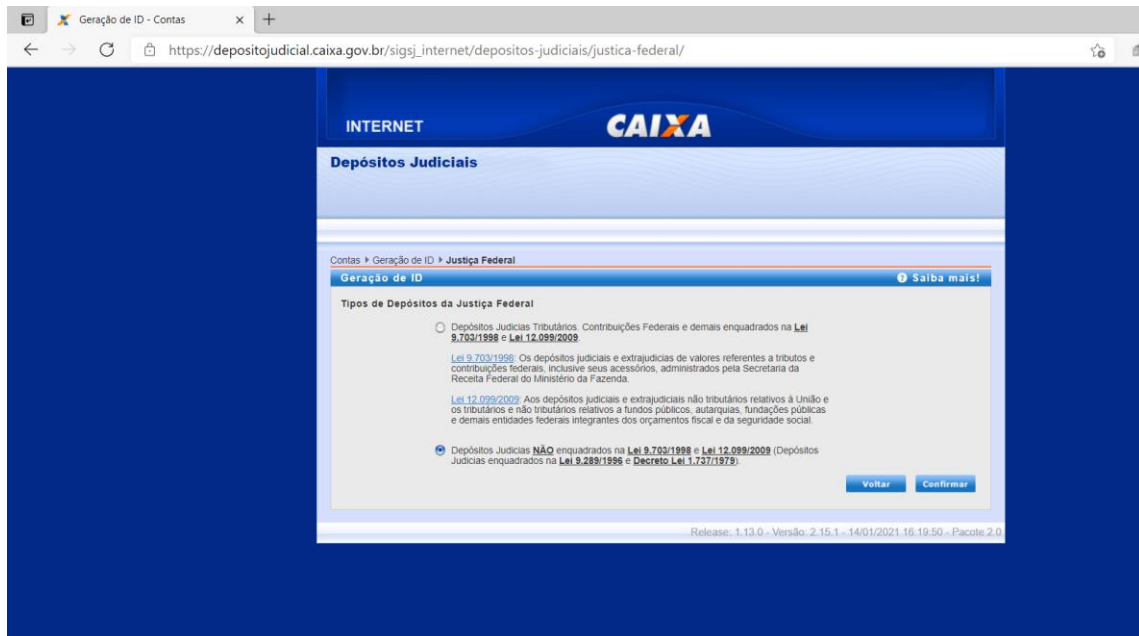 Geração de ID - Contas
https://depositojudicial.caixa.gov.br/sigsj_internet/depositos-judiciais/justica-federal/
INTERNET
CAIXA
Depósitos Judiciais
Contas Geração de ID Justiça Federal
Geração de ID
Saiba mais!
Tipos de Depósitos da Justiça Federal
Depósitos Judicias Tributários. Contribuições Federais e demais enquadrados na Lei
9.703/1998 e Lei 12.099/2009.
Lei 9.703/1998: Os depósitos judiciais e extrajudicias de valores referentes a tributos e
contribuições federais, inclusive seus acessórios, administrados pela Secretaria da
Receita Federal do Ministério da Fazenda.
Lei 12.099/2009: Aos depósitos judiciais e extrajudiciais não tributários relativos à União e
os tributários e não tributários relativos a fundos públicos, autarquias, fundações públicas
e demais entidades federais integrantes dos orçamentos fiscal e da seguridade social.
Depósitos Judicias NÃO enquadrados na Lei 9.703/1998 e Lei 12.099/2009 (Depósitos
Judicias enquadrados na Lei 9.289/1996 e Decreto Lei 1.737/1979).
Voltar
Confirmar
Release: 1.13.0 - Versão: 2.15.1 - 14/01/2021 16:19:50 - Pacote 2.0